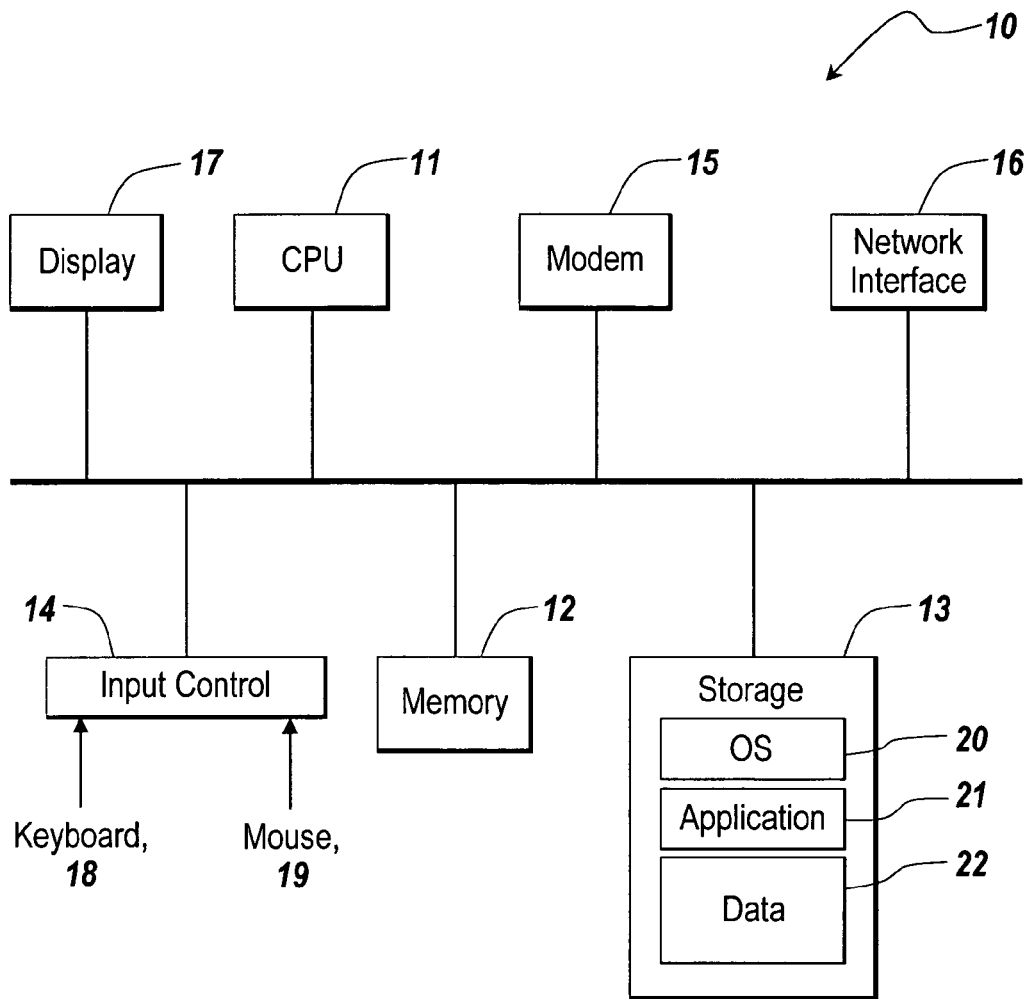 10
17
11
15
16
Display
CPU
Modem
Network
Interface
14
12
13
Input Control
Memory
Storage
OS
20
Application
21
Data
22
Keyboard,
18
Mouse,
19